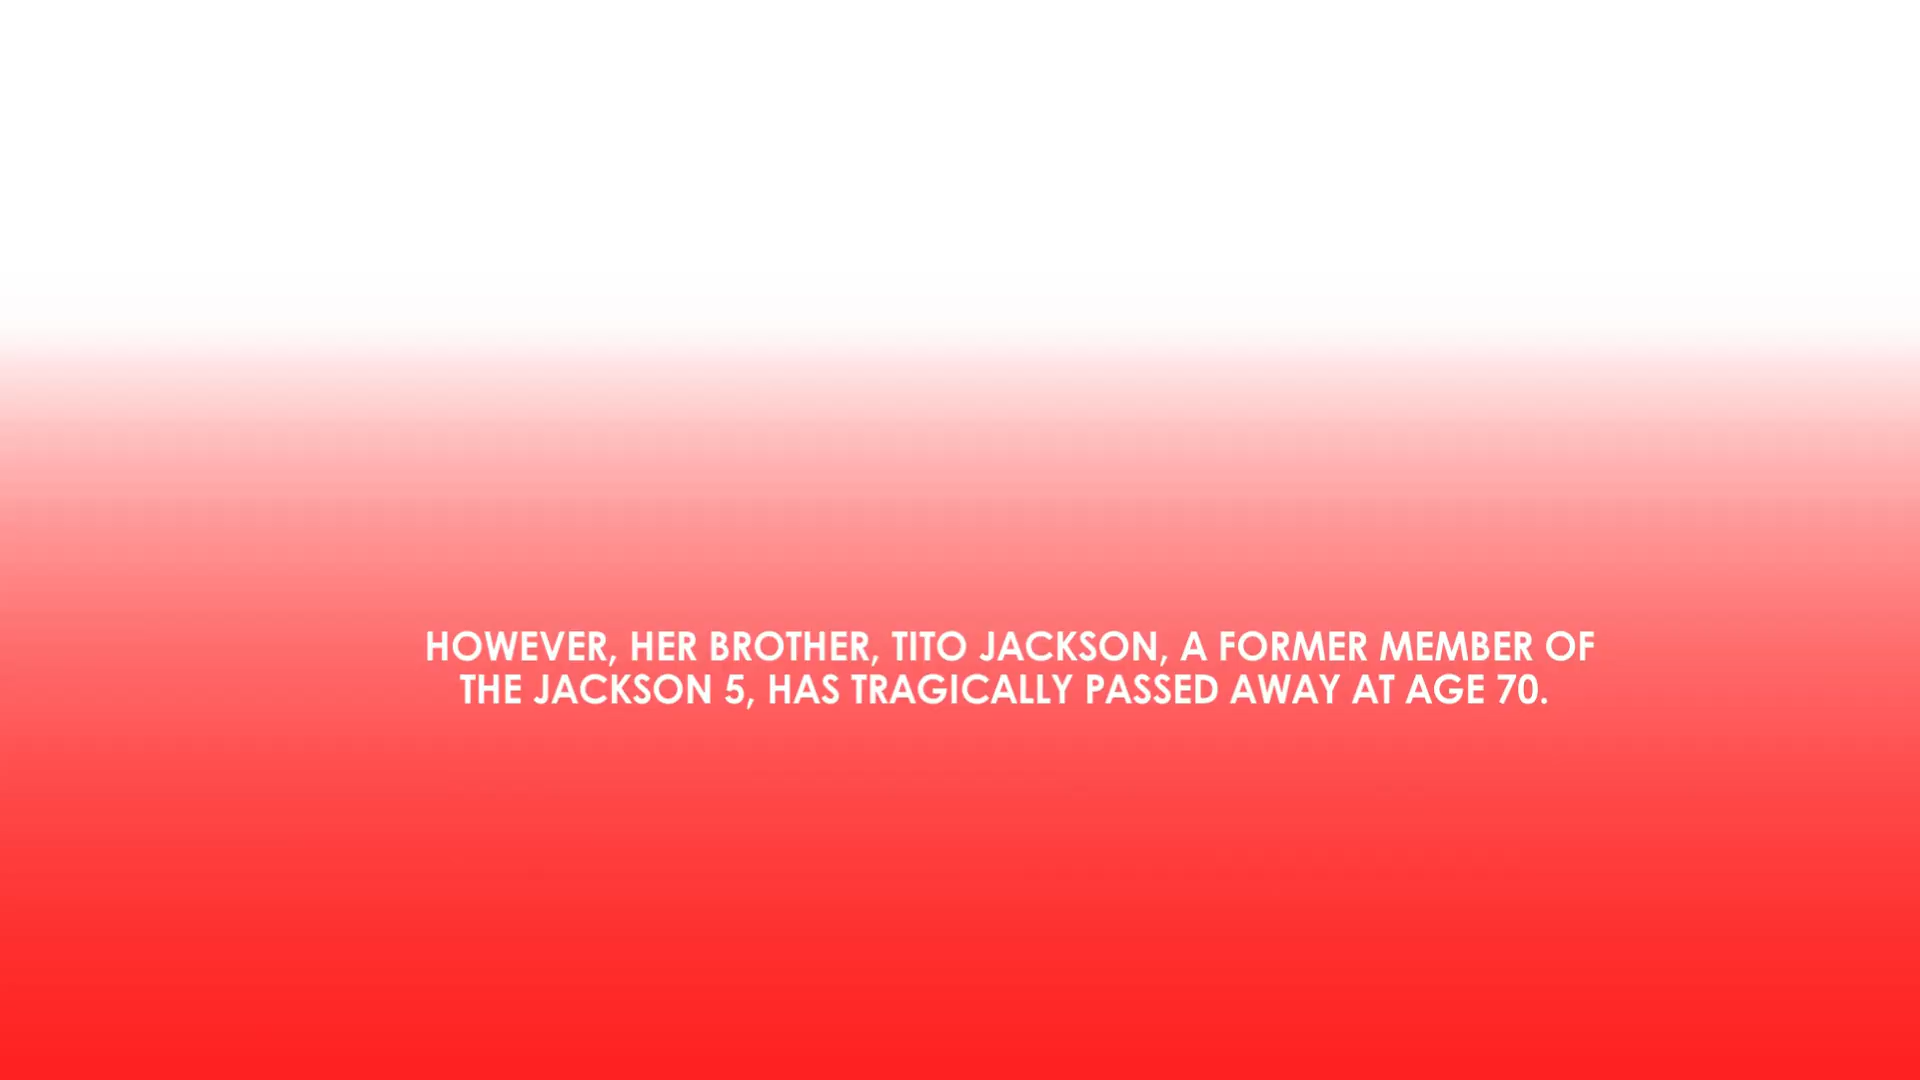 HOWEVER, HER BROTHER, TITO JACKSON, A FORMER MEMBER OF
THE JACKSON 5, HAS TRAGICALLY PASSED AWAY AT AGE 70.